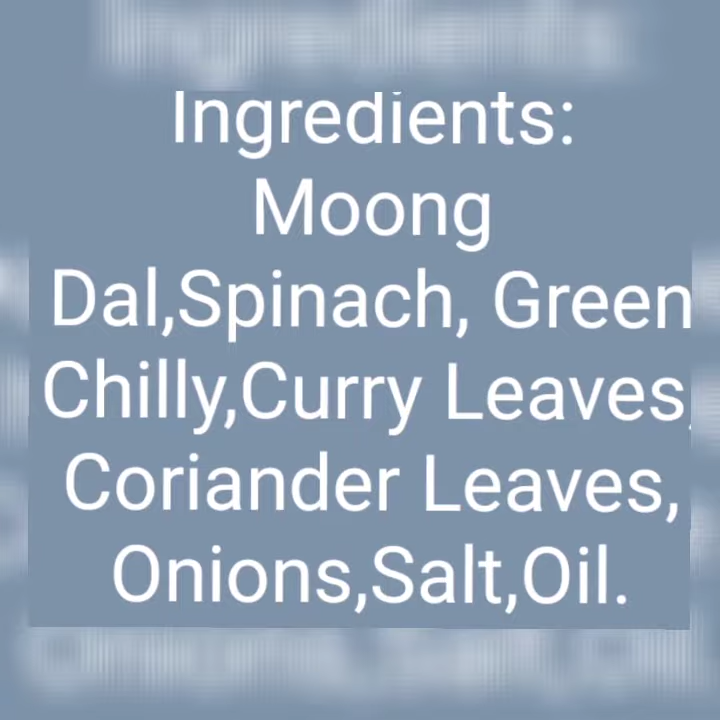 Ingredients:
Moong
Dal,Spinach, Green
Chilly,Curry Leaves,
Coriander Leaves,
Onions,Salt,Oil.